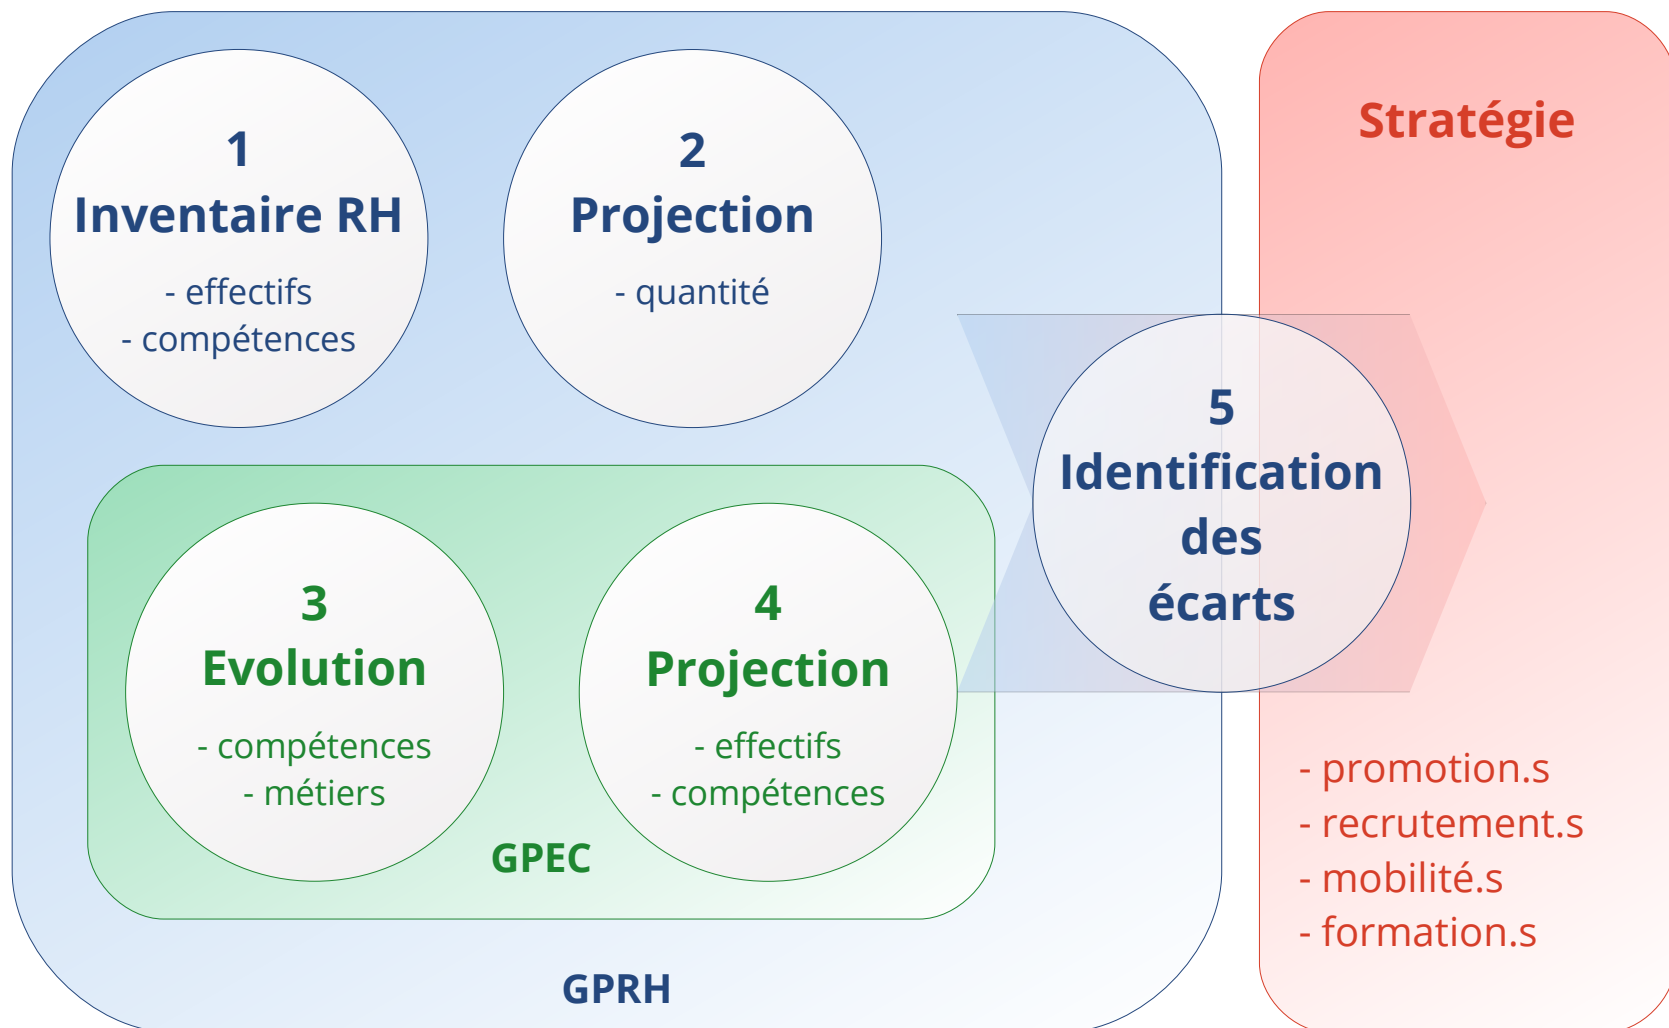 1
Inventaire RH
- effectifs
- compétences
2
Projection
- quantité
3
Evolution
- compétences
- métiers
4
Projection
- effectifs
- compétences
GPEC
GPRH
5
Identification
des
écarts
Stratégie
- promotion.s
- recrutement.s
- mobilité.s
- formation.s